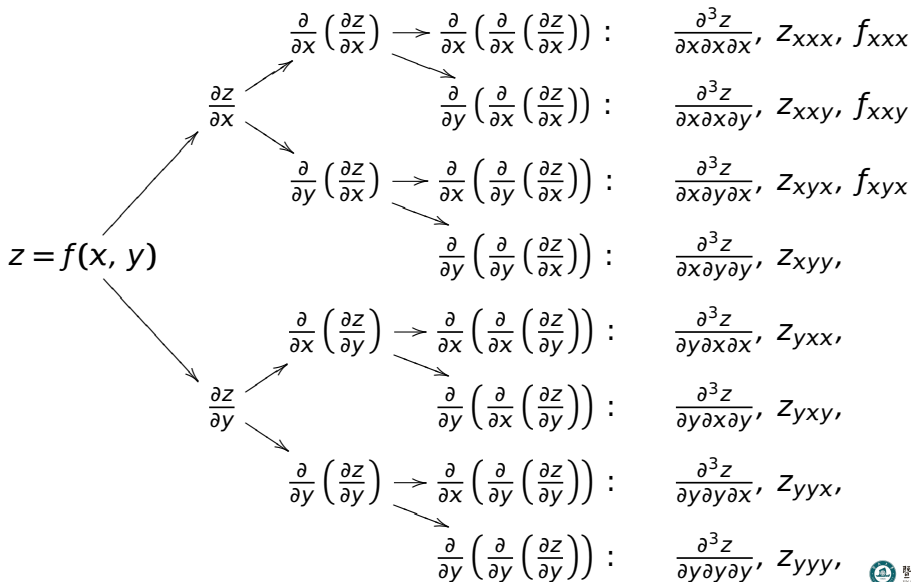 ∂/∂x (∂z/∂x) → ∂/∂x (∂/∂x (∂z/∂x)) : ∂³z/∂x∂x∂x, z_xxx, f_xxx
∂z/∂x ∂/∂y (∂/∂x (∂z/∂x)) : ∂³z/∂x∂x∂y, z_xxy, f_xxy
∂/∂y (∂z/∂x) → ∂/∂x (∂/∂y (∂z/∂x)) : ∂³z/∂x∂y∂x, z_xyx, f_xyx
z = f(x, y) ∂/∂y (∂/∂y (∂z/∂x)) : ∂³z/∂x∂y∂y, z_xyy,
∂/∂x (∂z/∂y) → ∂/∂x (∂/∂x (∂z/∂y)) : ∂³z/∂y∂x∂x, z_yxx,
∂z/∂y ∂/∂y (∂/∂x (∂z/∂y)) : ∂³z/∂y∂x∂y, z_yxy,
∂/∂y (∂z/∂y) → ∂/∂x (∂/∂y (∂z/∂y)) : ∂³z/∂y∂y∂x, z_yyx,
∂/∂y (∂/∂y (∂z/∂y)) : ∂³z/∂y∂y∂y, z_yyy,